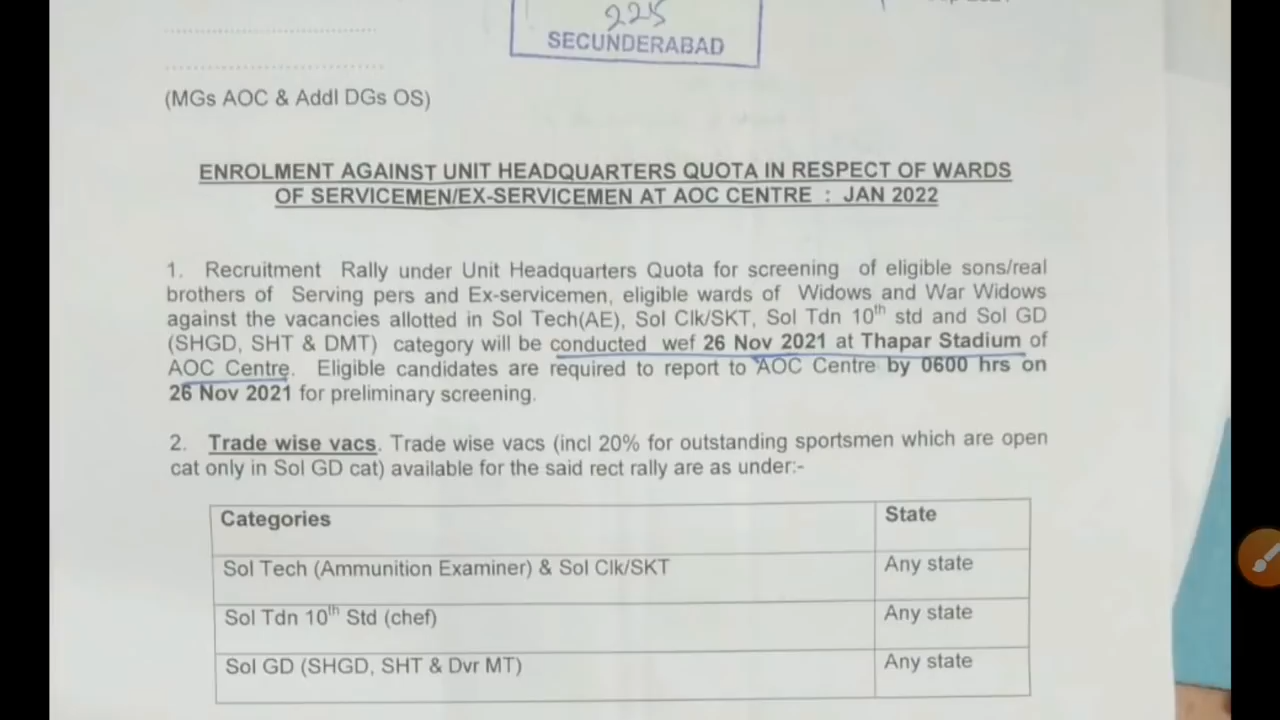 225
SECUNDERABAD
(MGs AOC & Addl DGs OS)
ENROLMENT AGAINST UNIT HEADQUARTERS QUOTA IN RESPECT OF WARDS
OF SERVICEMEN/EX-SERVICEMEN AT AOC CENTRE : JAN 2022
1. Recruitment Rally under Unit Headquarters Quota for screening of eligible sons/real
brothers of Serving pers and Ex-servicemen, eligible wards of Widows and War Widows
against the vacancies allotted in Sol Tech(AE), Sol Clk/SKT, Sol Tdn 10th std and Sol GD
(SHGD, SHT & DMT) category will be conducted wef 26 Nov 2021 at Thapar Stadium of
AOC Centre. Eligible candidates are required to report to AOC Centre by 0600 hrs on
26 Nov 2021 for preliminary screening.
2. Trade wise vacs. Trade wise vacs (incl 20% for outstanding sportsmen which are open
cat only in Sol GD cat) available for the said rect rally are as under:-
Categories State
Sol Tech (Ammunition Examiner) & Sol Clk/SKT Any state
Sol Tdn 10th Std (chef) Any state
Sol GD (SHGD, SHT & Dvr MT) Any state